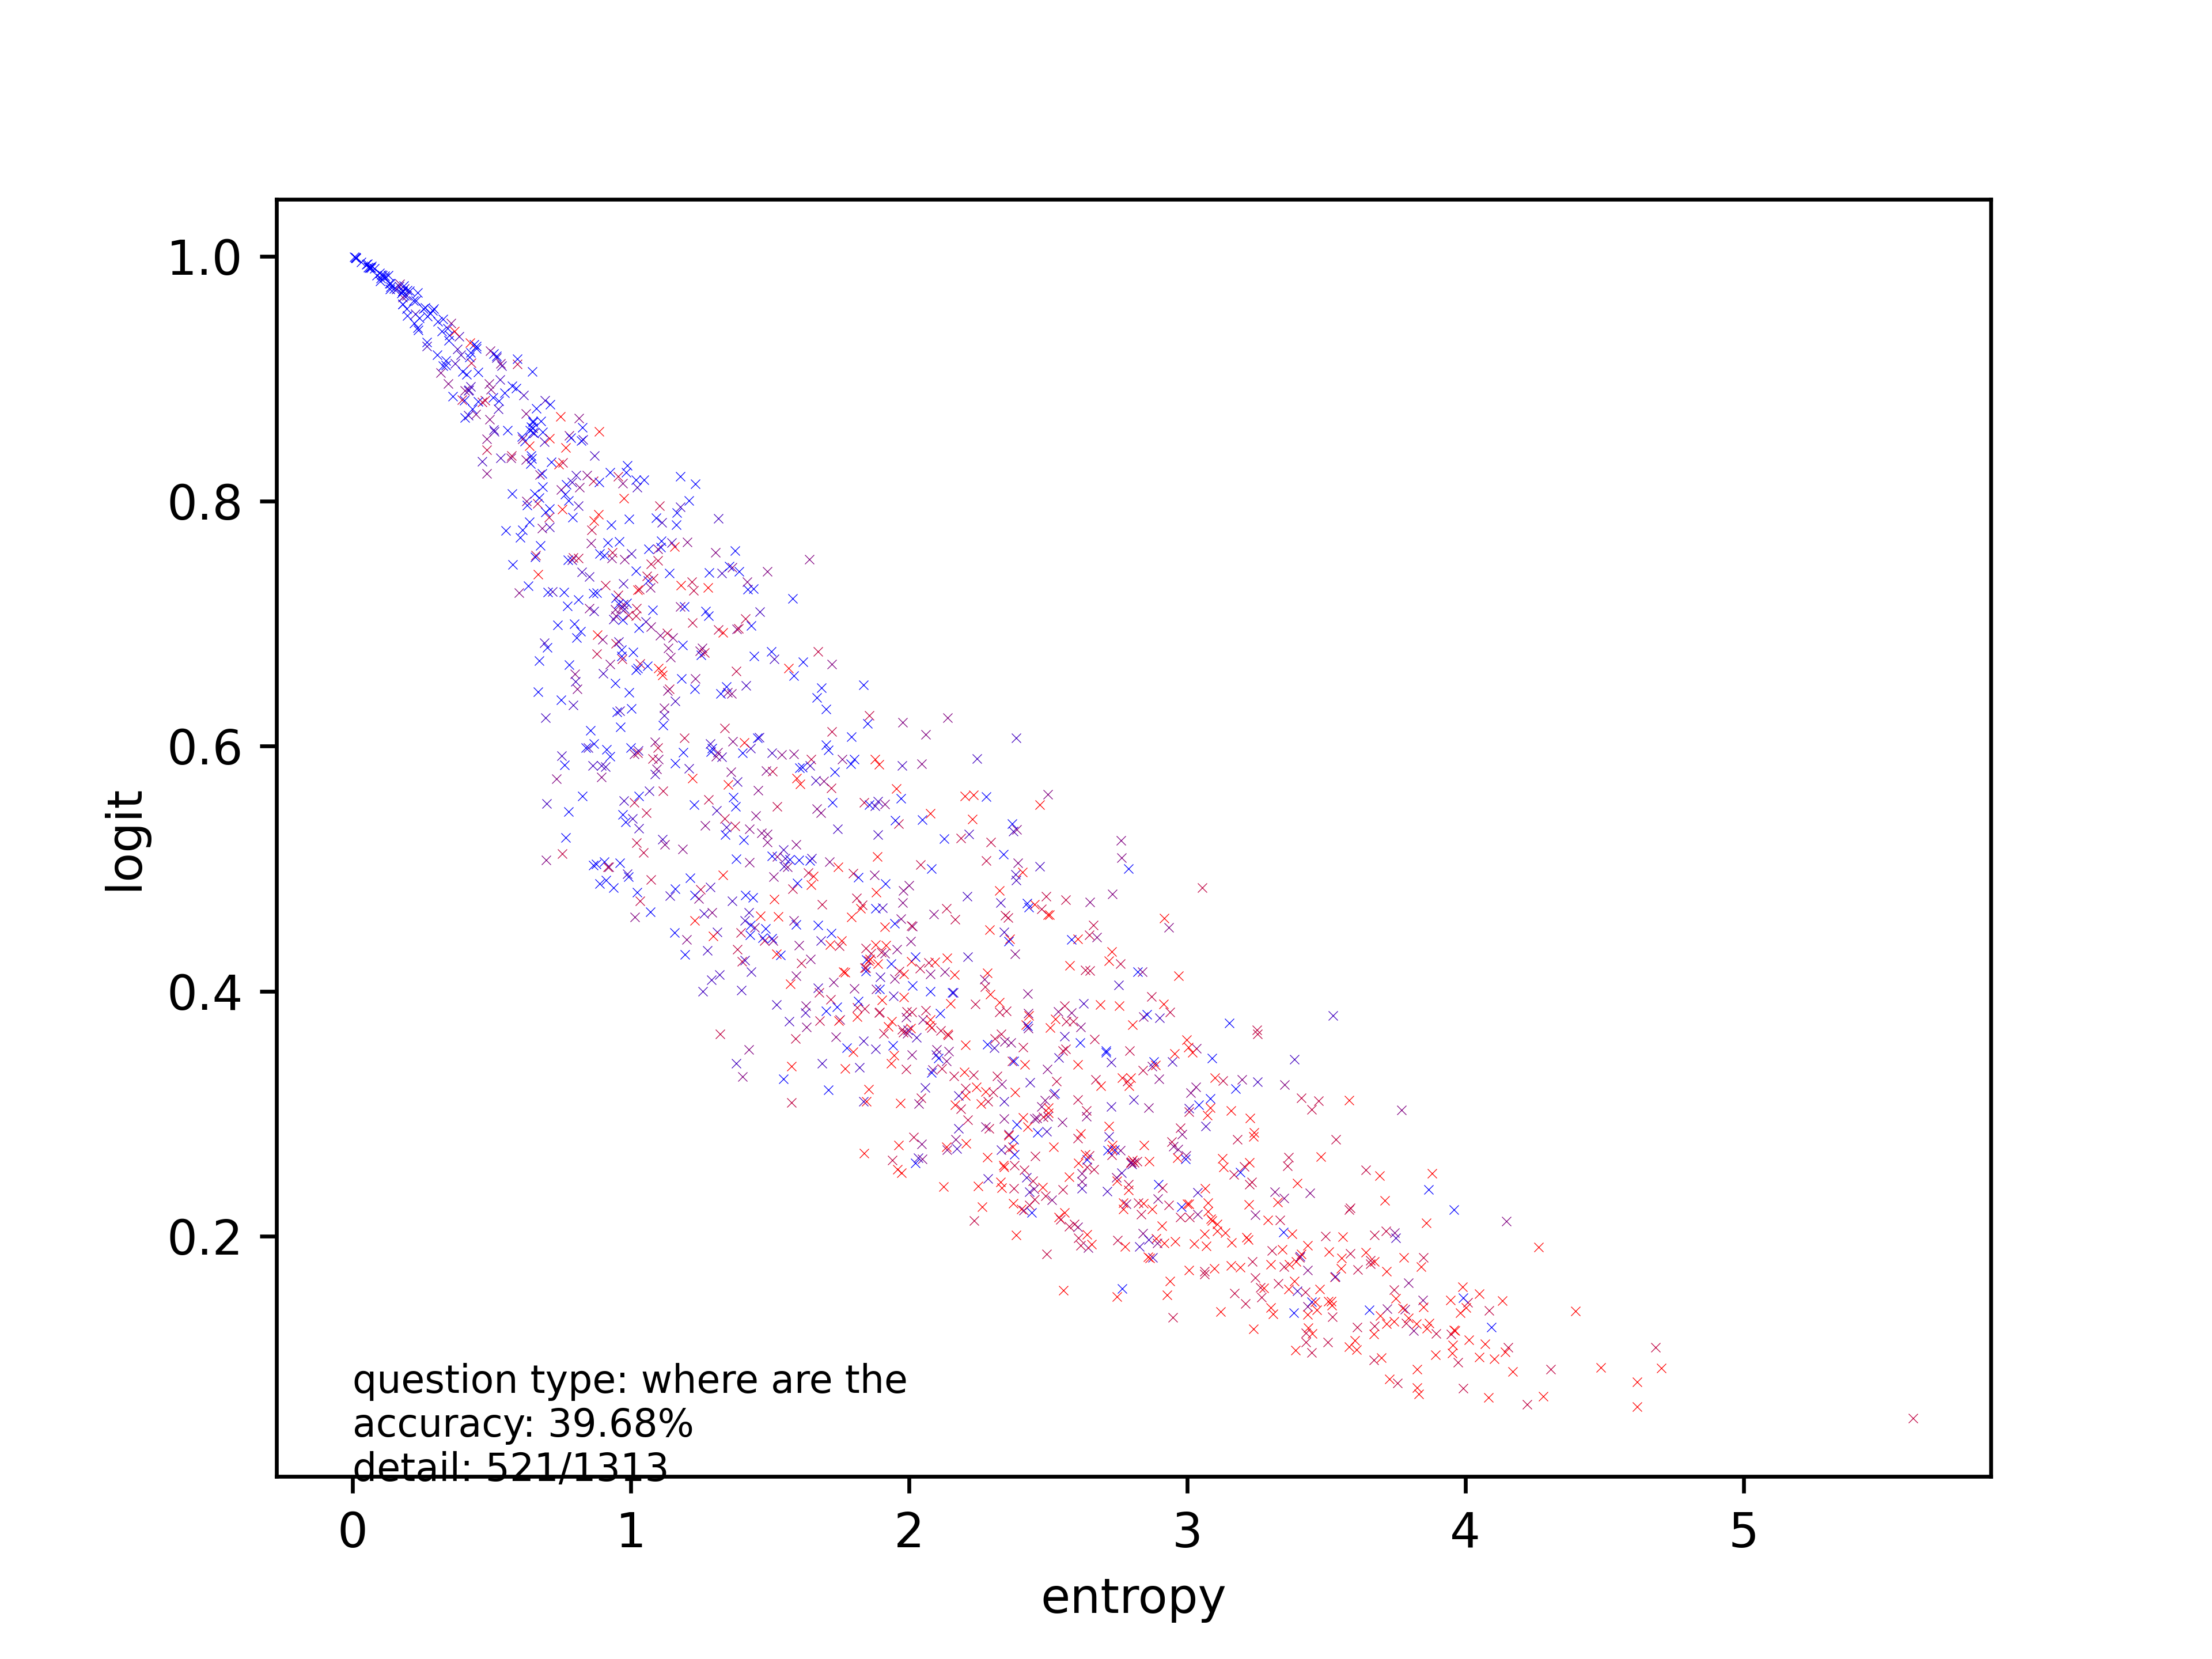 1.0
0.8
0.6
0.4
0.2
logit
question type: where are the
accuracy: 39.68%
detail: 521/1313
0 1 2 3 4 5
entropy